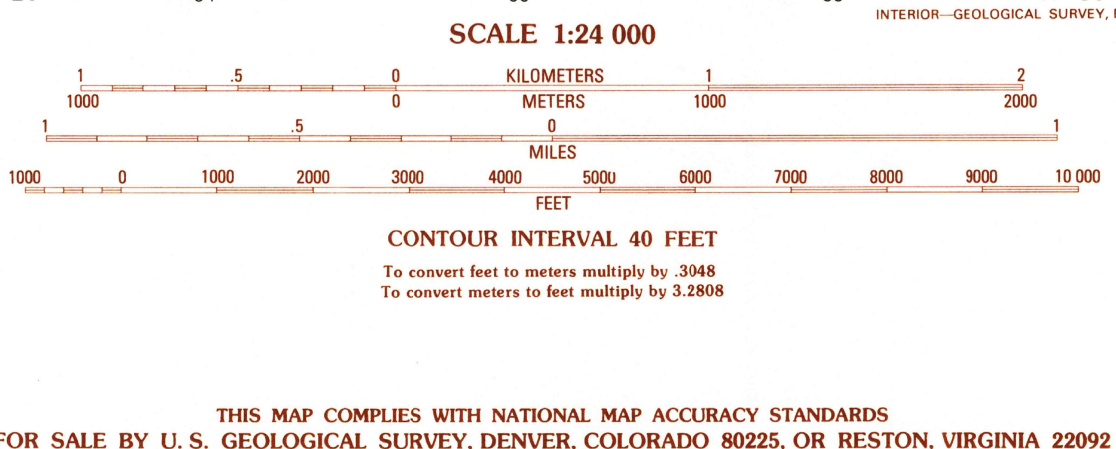 INTERIOR—GEOLOGICAL SURVEY,
SCALE 1:24 000
1 .5 0 KILOMETERS 1 2
1000 0 METERS 1000 2000
1 .5 0 1
MILES
1000 0 1000 2000 3000 4000 5000 6000 7000 8000 9000 10 000
FEET
CONTOUR INTERVAL 40 FEET
To convert feet to meters multiply by .3048
To convert meters to feet multiply by 3.2808
THIS MAP COMPLIES WITH NATIONAL MAP ACCURACY STANDARDS
FOR SALE BY U. S. GEOLOGICAL SURVEY, DENVER, COLORADO 80225, OR RESTON, VIRGINIA 22092